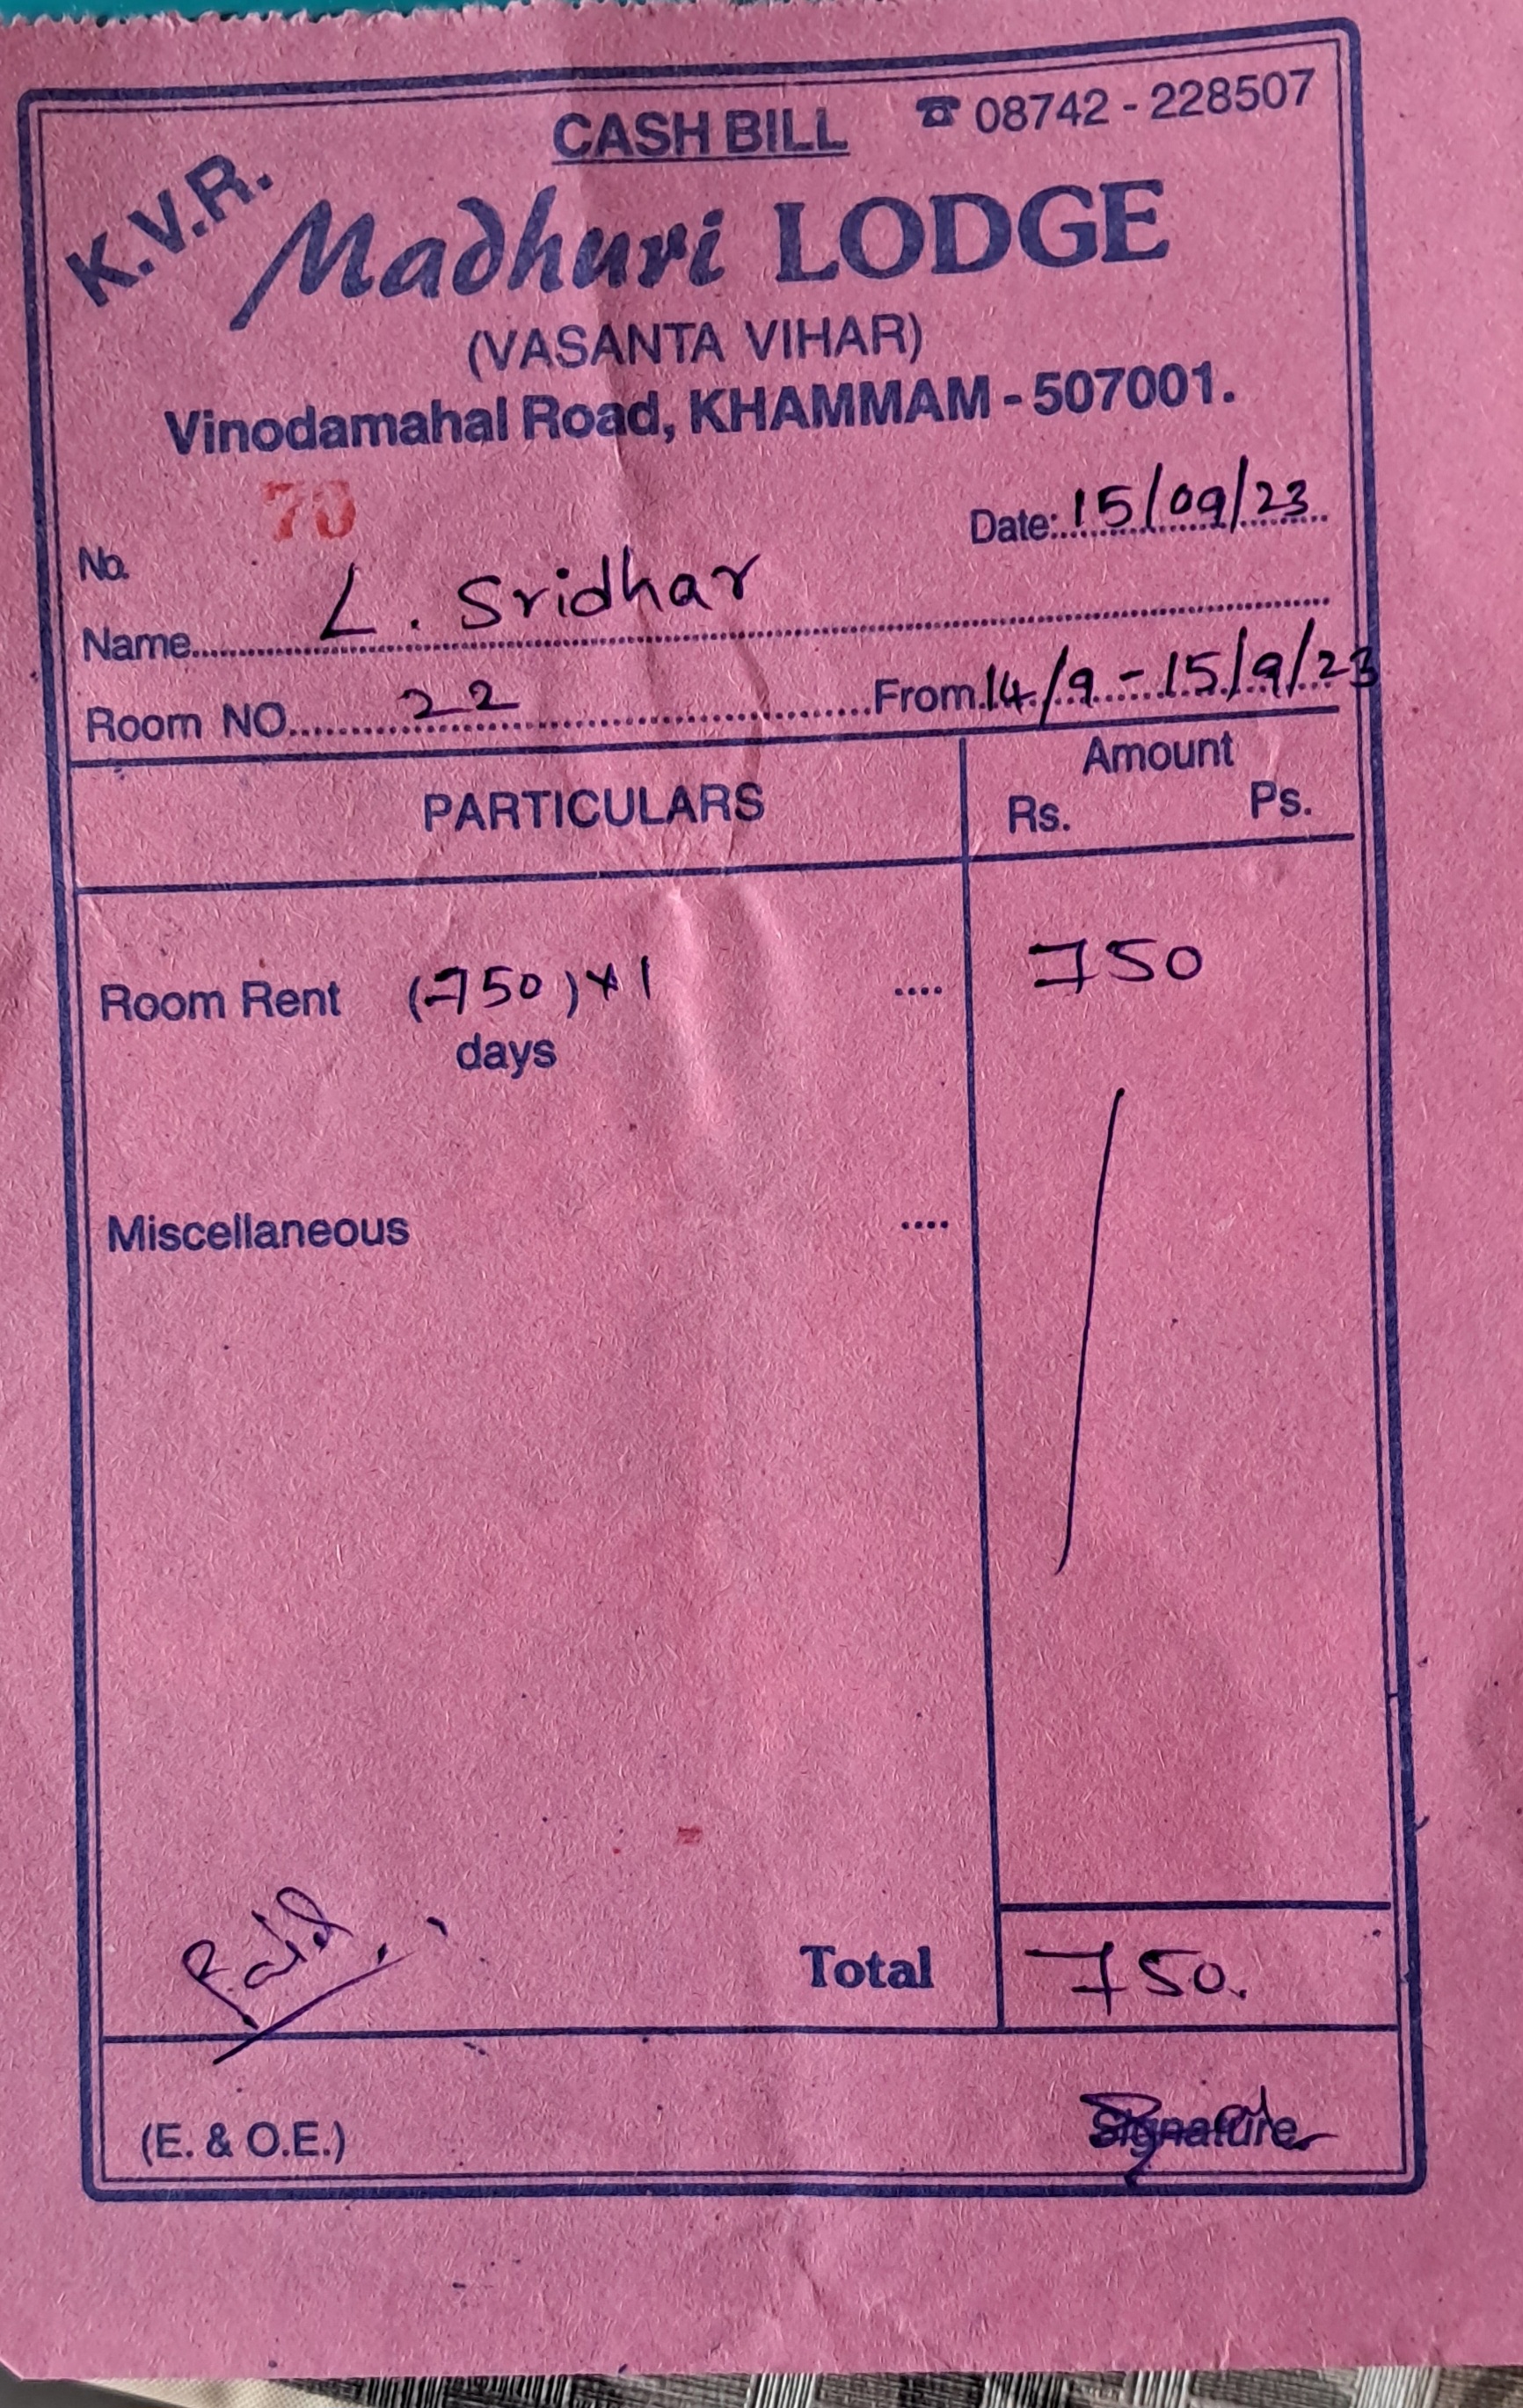 CASH BILL ☎ 08742 - 228507
K.V.R.
Madhuri LODGE
(VASANTA VIHAR)
Vinodamahal Road, KHAMMAM - 507001.
No. Date: 15/09/23
Name L. Sridhar
Room NO. 22 From 14/9 - 15/9/23
PARTICULARS Amount
Rs. Ps.
Room Rent (750) x 1 .... 750
days
Miscellaneous ....
Paid
Total 750.
(E. & O.E.) Signature